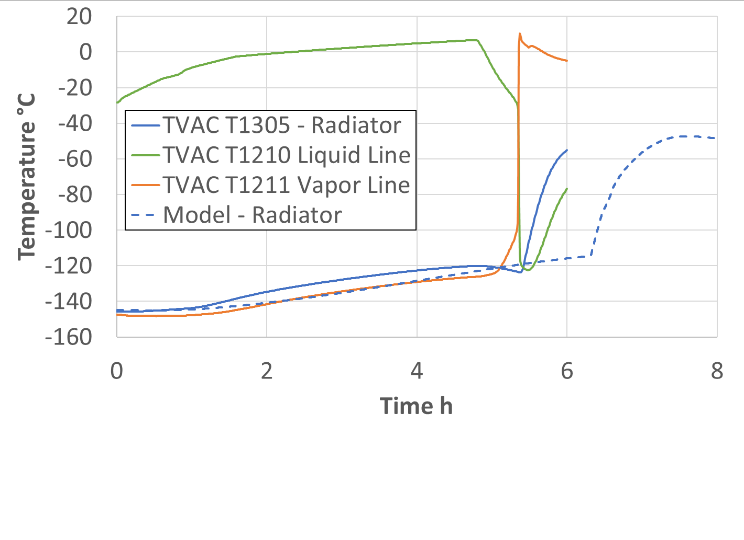 20
0
-20
-40
-60
-80
-100
-120
-140
-160
Temperature °C
TVAC T1305 - Radiator
TVAC T1210 Liquid Line
TVAC T1211 Vapor Line
Model - Radiator
0 2 4 6 8
Time h